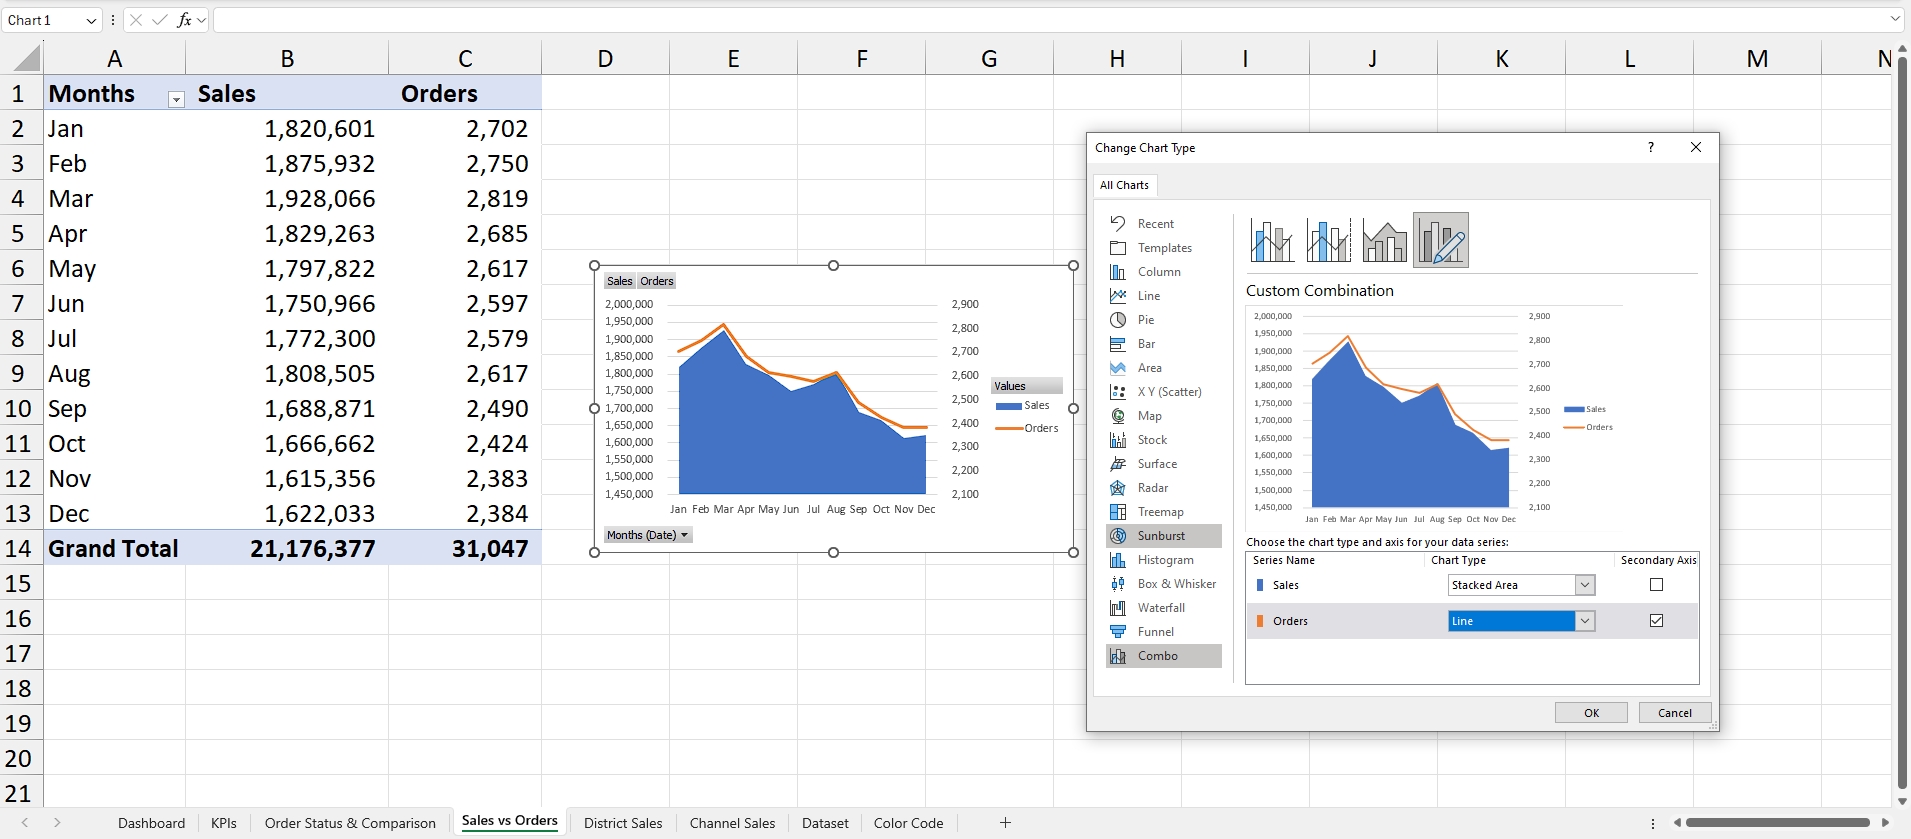 Chart 1
fx
A B C D E F G H I J K L M N
1 Months Sales Orders
2 Jan 1,820,601 2,702
3 Feb 1,875,932 2,750
4 Mar 1,928,066 2,819
5 Apr 1,829,263 2,685
6 May 1,797,822 2,617
7 Jun 1,750,966 2,597
8 Jul 1,772,300 2,579
9 Aug 1,808,505 2,617
10 Sep 1,688,871 2,490
11 Oct 1,666,662 2,424
12 Nov 1,615,356 2,383
13 Dec 1,622,033 2,384
14 Grand Total 21,176,377 31,047
15
16
17
18
19
20
21
Sales Orders
2,000,000
1,950,000
1,900,000
1,850,000
1,800,000
1,750,000
1,700,000
1,650,000
1,600,000
1,550,000
1,500,000
1,450,000
2,900
2,800
2,700
2,600
2,500
2,400
2,300
2,200
2,100
Jan Feb Mar Apr May Jun Jul Aug Sep Oct Nov Dec
Values
Sales
Orders
Months (Date)
Change Chart Type ?
All Charts
Recent
Templates
Column
Line
Pie
Bar
Area
X Y (Scatter)
Map
Stock
Surface
Radar
Treemap
Sunburst
Histogram
Box & Whisker
Waterfall
Funnel
Combo
Custom Combination
2,000,000
1,950,000
1,900,000
1,850,000
1,800,000
1,750,000
1,700,000
1,650,000
1,600,000
1,550,000
1,500,000
1,450,000
2,900
2,800
2,700
2,600
2,500
2,400
2,300
2,200
2,100
Jan Feb Mar Apr May Jun Jul Aug Sep Oct Nov Dec
Sales
Orders
Choose the chart type and axis for your data series:
Series Name Chart Type Secondary Axis
Sales Stacked Area
Orders Line
OK Cancel
Dashboard KPIs Order Status & Comparison Sales vs Orders District Sales Channel Sales Dataset Color Code